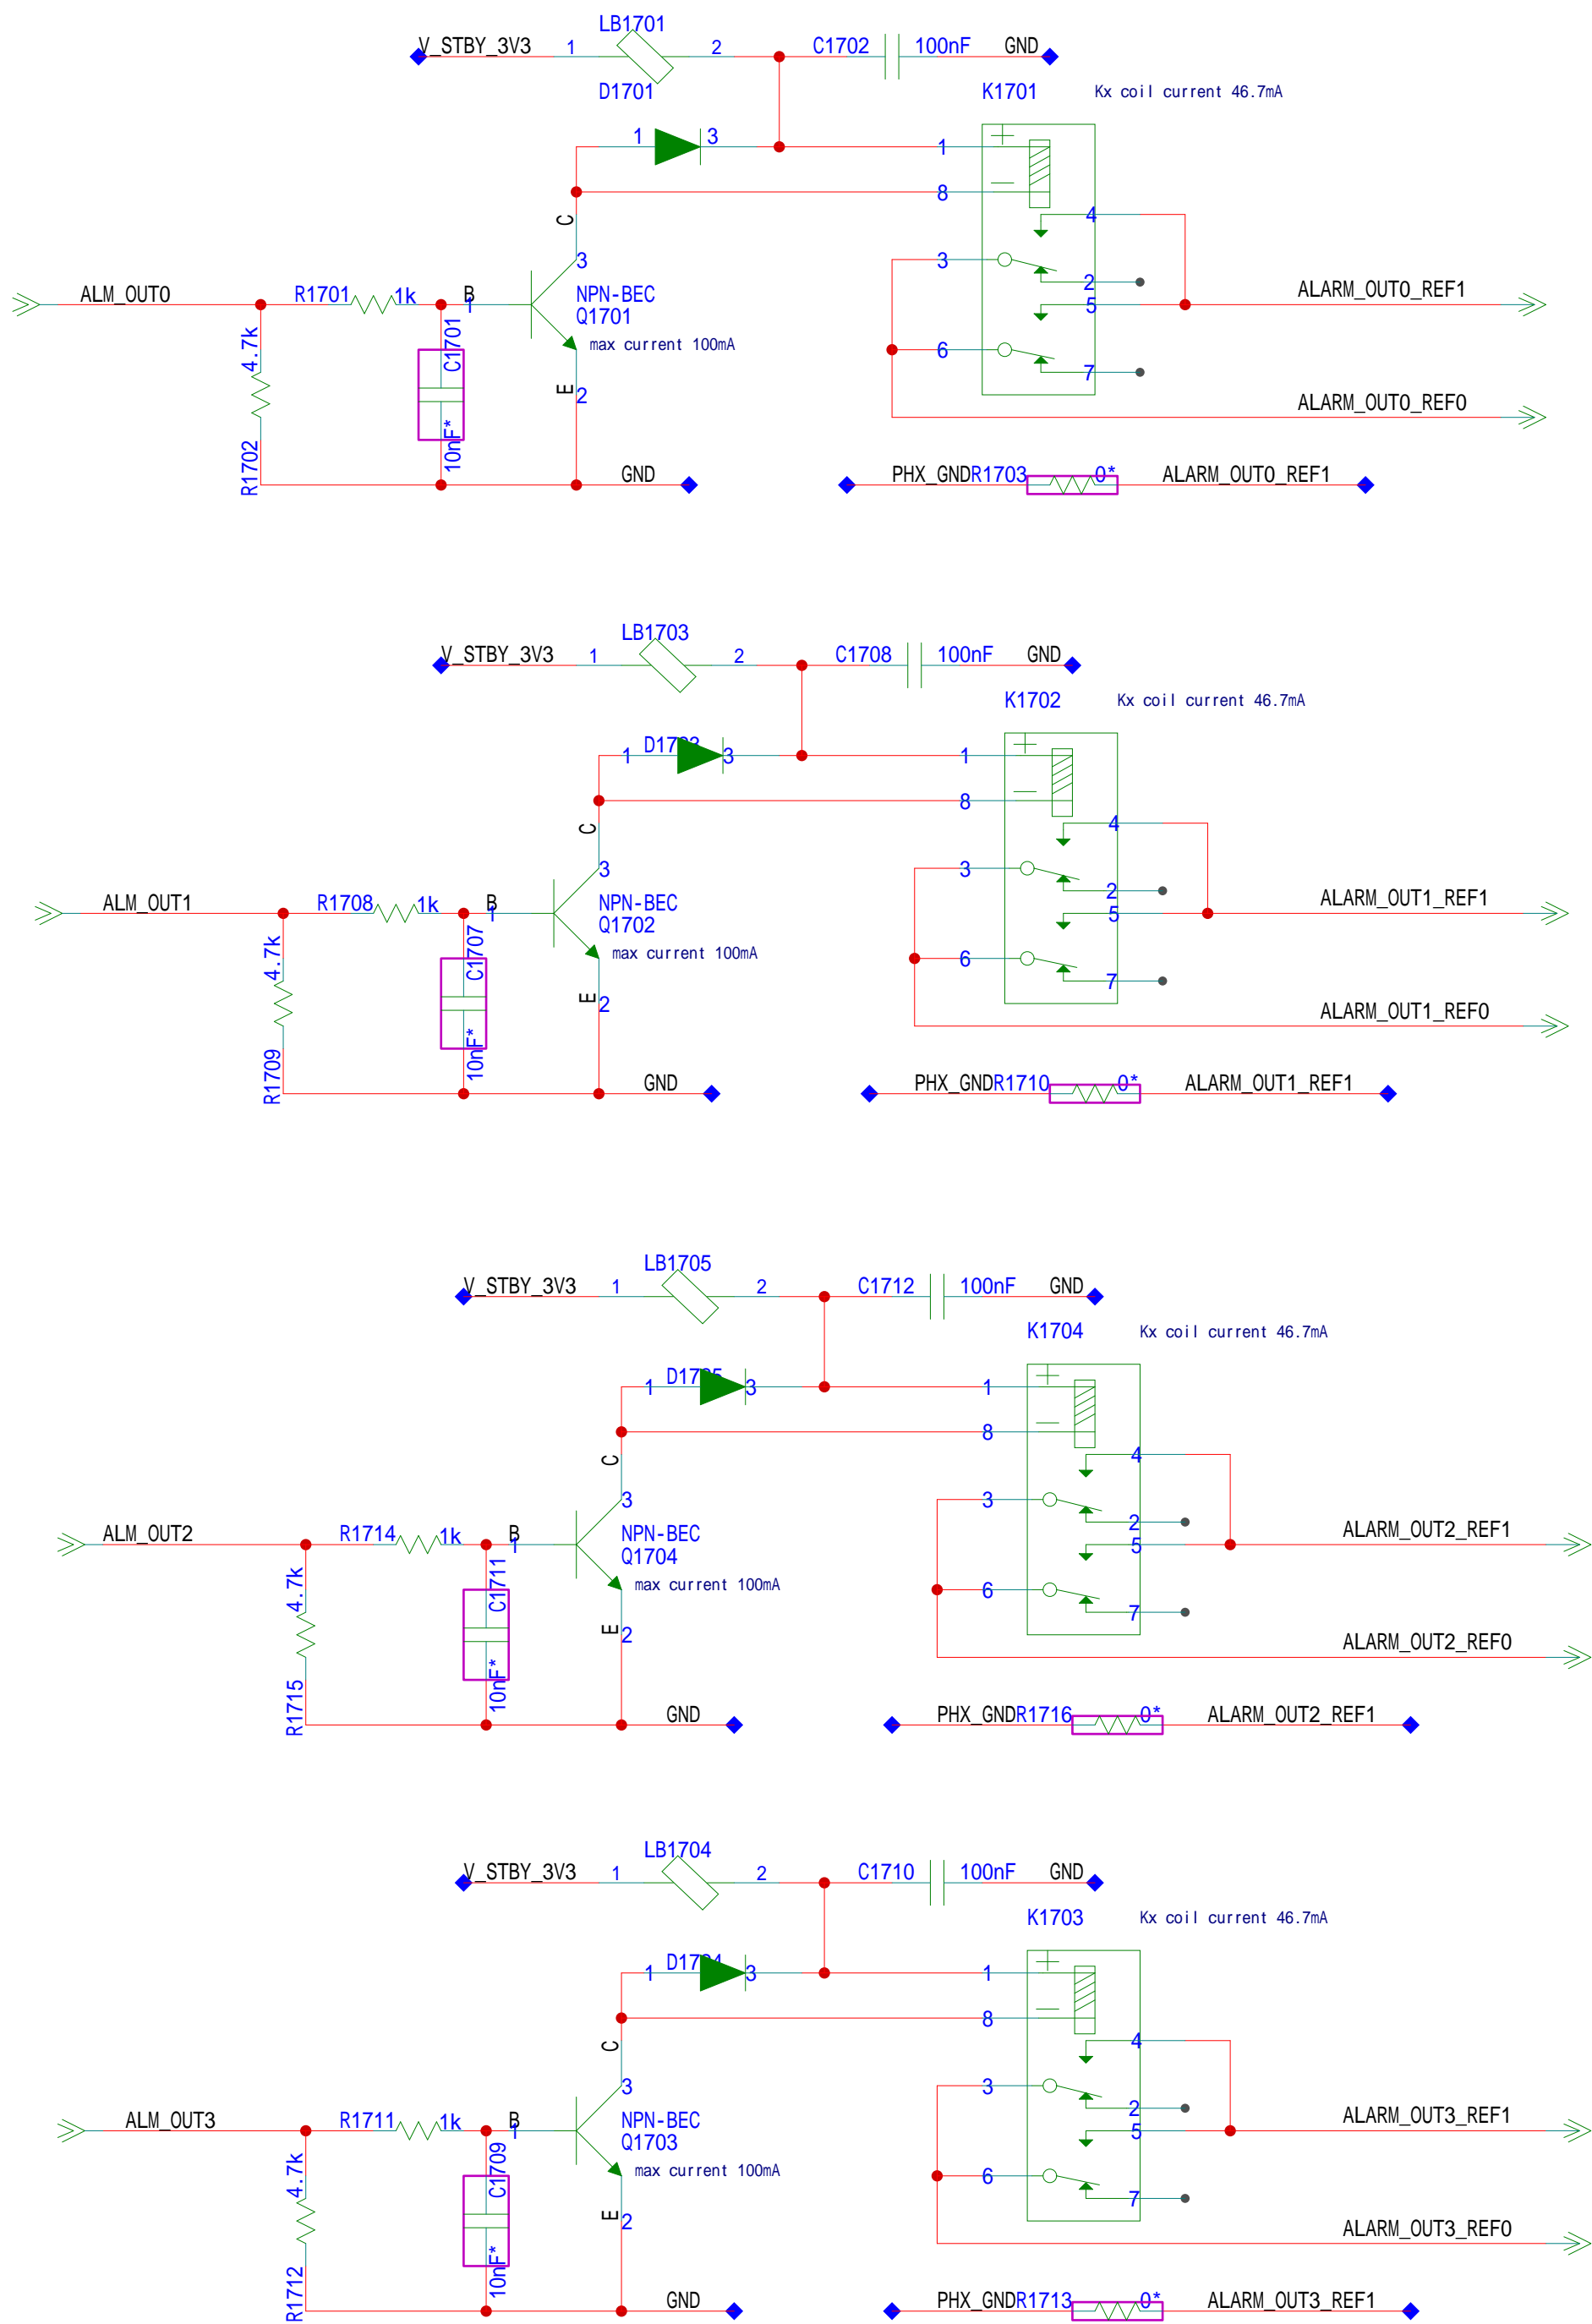 LB1701
V_STBY_3V3 1 2 C1702 100nF GND
D1701 K1701 Kx coil current 46.7mA
1 3 1
8
C 4
3 3
ALM_OUT0 R1701 1k B 1 NPN-BEC 2 ALARM_OUT0_REF1
Q1701 5
4.7k C1701 max current 100mA 6
7
E 2 ALARM_OUT0_REF0
R1702 10nF* GND PHX_GND R1703 0* ALARM_OUT0_REF1
LB1703
V_STBY_3V3 1 2 C1708 100nF GND
K1702 Kx coil current 46.7mA
1 3 1
8
C 4
3 3
ALM_OUT1 R1708 1k B 1 NPN-BEC 2 ALARM_OUT1_REF1
Q1702 5
4.7k C1707 max current 100mA 6
7
E 2 ALARM_OUT1_REF0
R1709 10nF* GND PHX_GND R1710 0* ALARM_OUT1_REF1
LB1705
V_STBY_3V3 1 2 C1712 100nF GND
K1704 Kx coil current 46.7mA
1 3 1
8
C 4
3 3
ALM_OUT2 R1714 1k B 1 NPN-BEC 2 ALARM_OUT2_REF1
Q1704 5
4.7k C1711 max current 100mA 6
7
E 2 ALARM_OUT2_REF0
R1715 10nF* GND PHX_GND R1716 0* ALARM_OUT2_REF1
LB1704
V_STBY_3V3 1 2 C1710 100nF GND
K1703 Kx coil current 46.7mA
1 3 1
8
C 4
3 3
ALM_OUT3 R1711 1k B 1 NPN-BEC 2 ALARM_OUT3_REF1
Q1703 5
4.7k C1709 max current 100mA 6
7
E 2 ALARM_OUT3_REF0
R1712 10nF* GND PHX_GND R1713 0* ALARM_OUT3_REF1